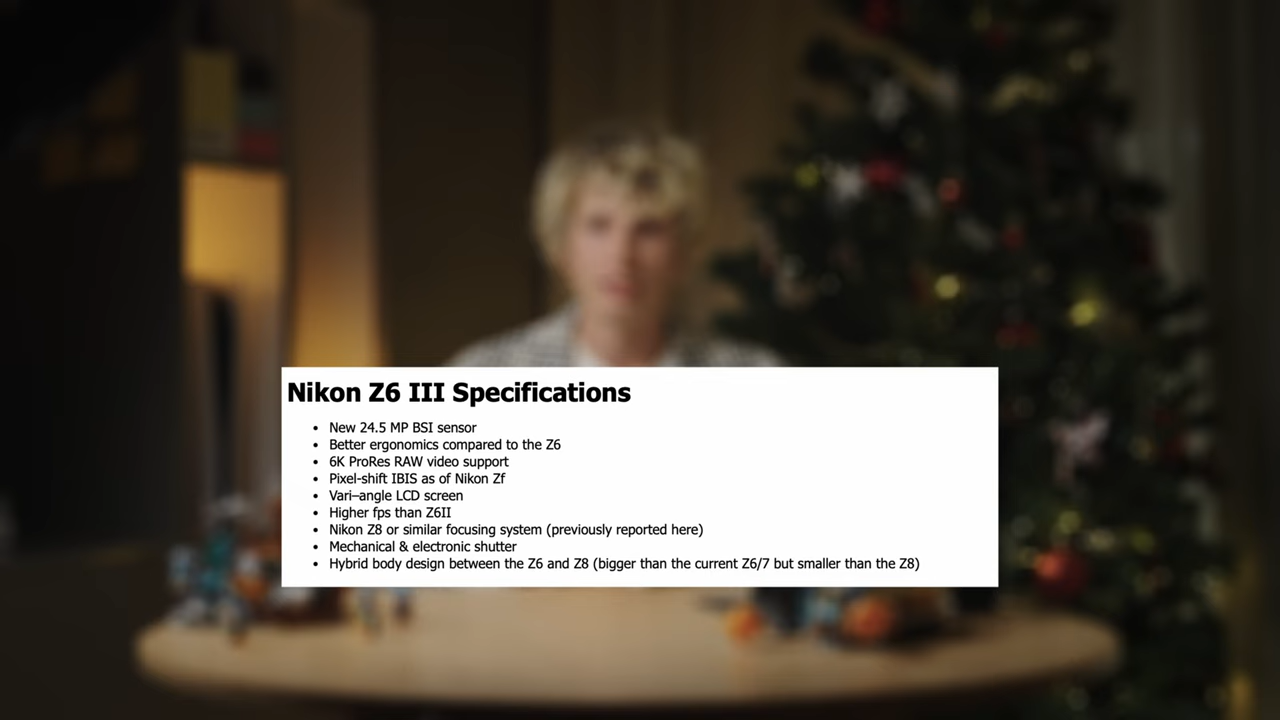 Nikon Z6 III Specifications
• New 24.5 MP BSI sensor
• Better ergonomics compared to the Z6
• 6K ProRes RAW video support
• Pixel-shift IBIS as of Nikon Zf
• Vari–angle LCD screen
• Higher fps than Z6II
• Nikon Z8 or similar focusing system (previously reported here)
• Mechanical & electronic shutter
• Hybrid body design between the Z6 and Z8 (bigger than the current Z6/7 but smaller than the Z8)